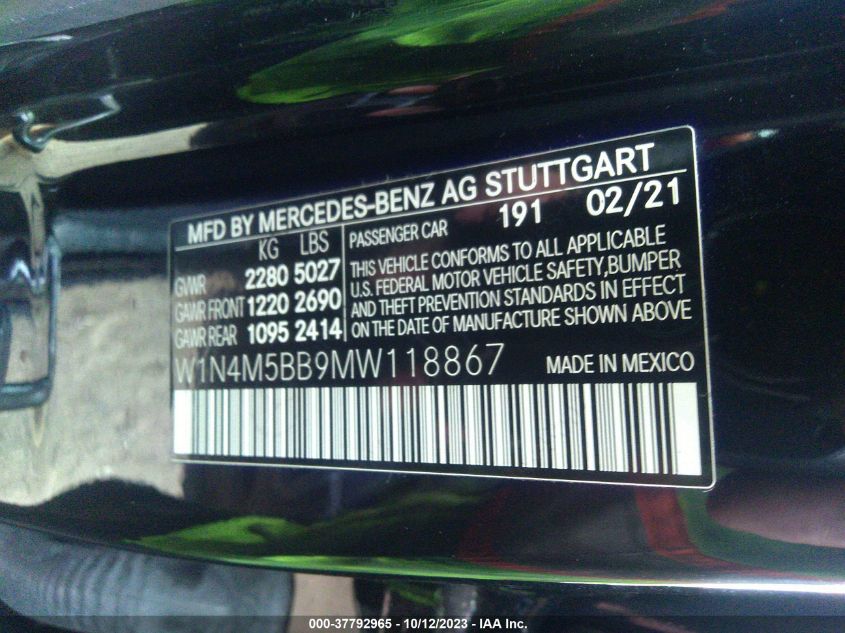 MFD BY MERCEDES-BENZ AG STUTTGART
KG LBS
GVWR 2280 5027
GAWR FRONT 1220 2690
GAWR REAR 1095 2414
PASSENGER CAR 191 02/21
THIS VEHICLE CONFORMS TO ALL APPLICABLE
U.S. FEDERAL MOTOR VEHICLE SAFETY,BUMPER
AND THEFT PREVENTION STANDARDS IN EFFECT
ON THE DATE OF MANUFACTURE SHOWN ABOVE
W1N4M5BB9MW118867 MADE IN MEXICO
000-37792965 - 10/12/2023 - IAA Inc.